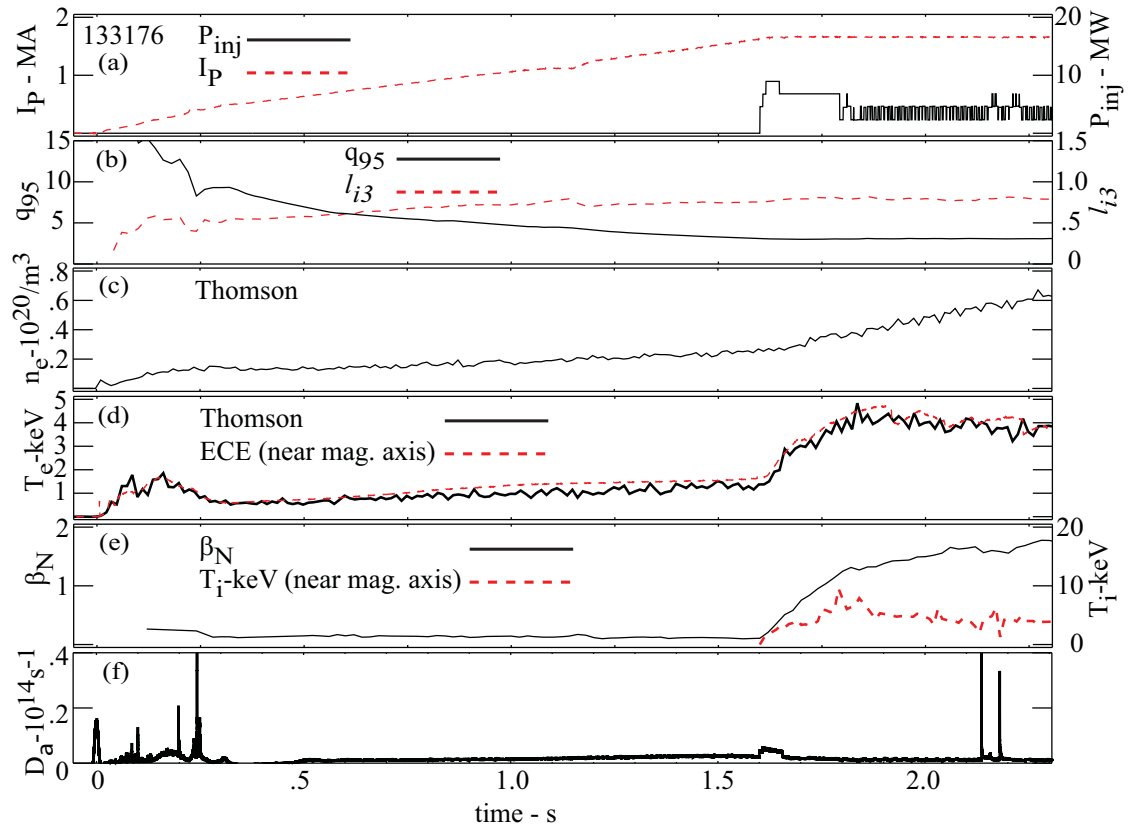 133176
(a)
P_inj
I_P
I_P - MA
2
1
20
10
0
P_inj - MW
(b)
q_95
l_i3
q_95
15
10
5
1.5
1.0
.5
0
l_i3
(c)
Thomson
n_e-10^20/m^3
.8
.6
.4
.2
0
(d)
Thomson
ECE (near mag. axis)
T_e-keV
5
4
3
2
1
0
(e)
β_N
T_i-keV (near mag. axis)
β_N
2
1
0
20
10
0
T_i-keV
(f)
D_a-10^14 s^-1
.4
.2
0
0 .5 1.0 1.5 2.0
time - s